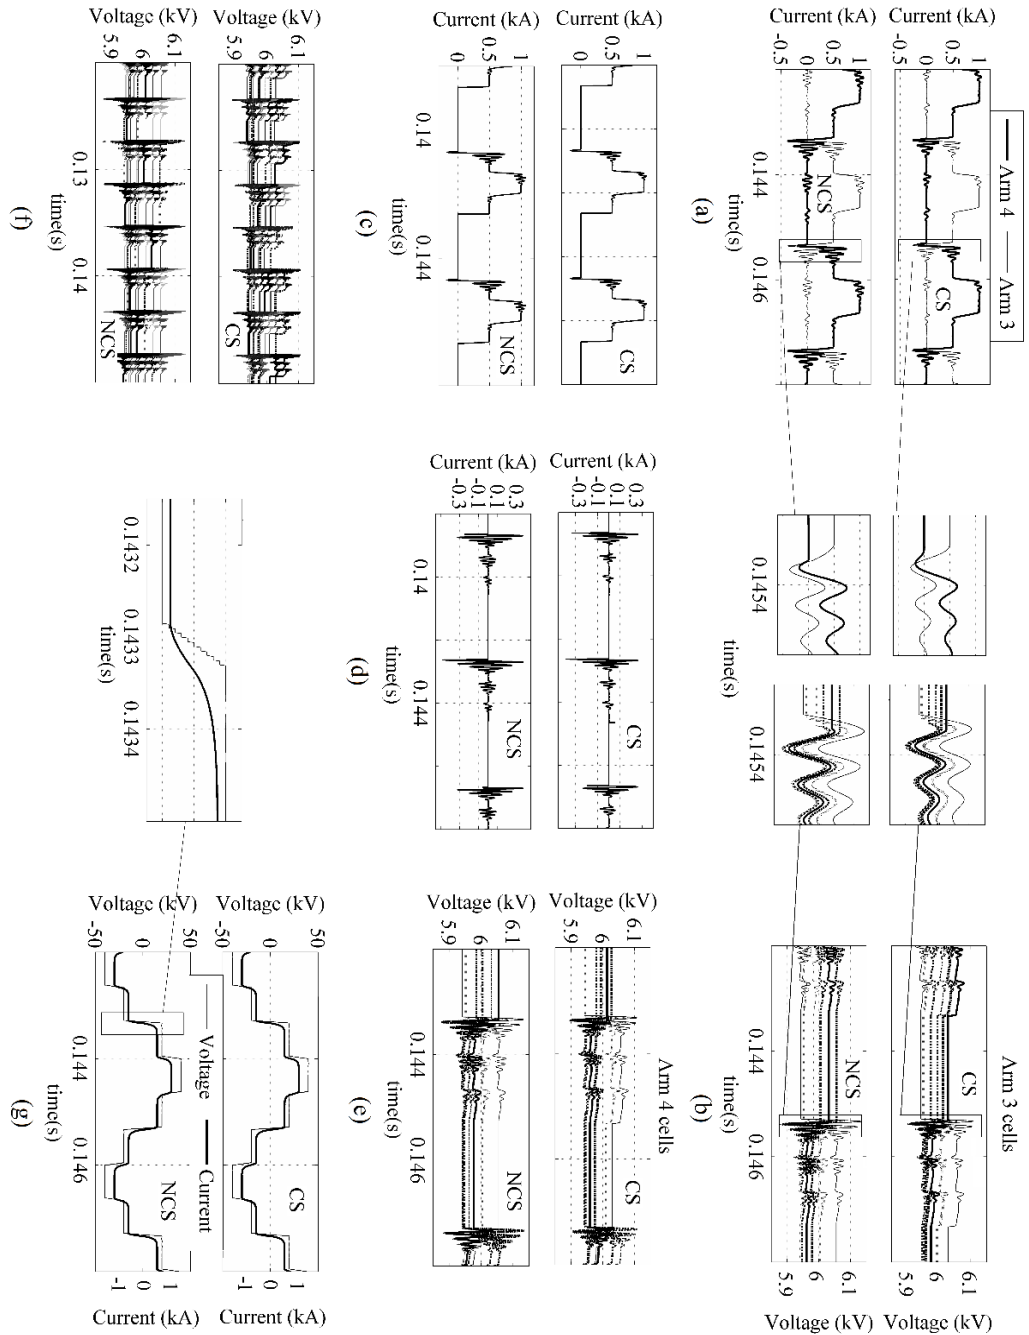 Arm 4
Arm 3
Current (kA)
1
0.5
0
-0.5
CS
Current (kA)
1
0.5
0
-0.5
NCS
0.144
0.146
time(s)
(a)
0.1454
0.1454
time(s)
Arm 3 cells
CS
6.1
6
5.9
Voltage (kV)
NCS
6.1
6
5.9
Voltage (kV)
0.144
0.146
time(s)
(b)
Current (kA)
1
0.5
0
CS
Current (kA)
1
0.5
0
NCS
0.14
0.144
time(s)
(c)
Current (kA)
0.3
0.1
-0.1
-0.3
CS
Current (kA)
0.3
0.1
-0.1
-0.3
NCS
0.14
0.144
time(s)
(d)
Arm 4 cells
Voltage (kV)
6.1
6
5.9
CS
Voltage (kV)
6.1
6
5.9
NCS
0.144
0.146
time(s)
(e)
Voltage (kV)
6.1
6
5.9
CS
Voltage (kV)
6.1
6
5.9
NCS
0.13
0.14
time(s)
(f)
0.1432
0.1433
0.1434
time(s)
Voltage (kV)
50
0
-50
CS
1
0
-1
Current (kA)
Voltage
Current
Voltage (kV)
0
-50
NCS
1
0
-1
Current (kA)
0.144
0.146
time(s)
(g)